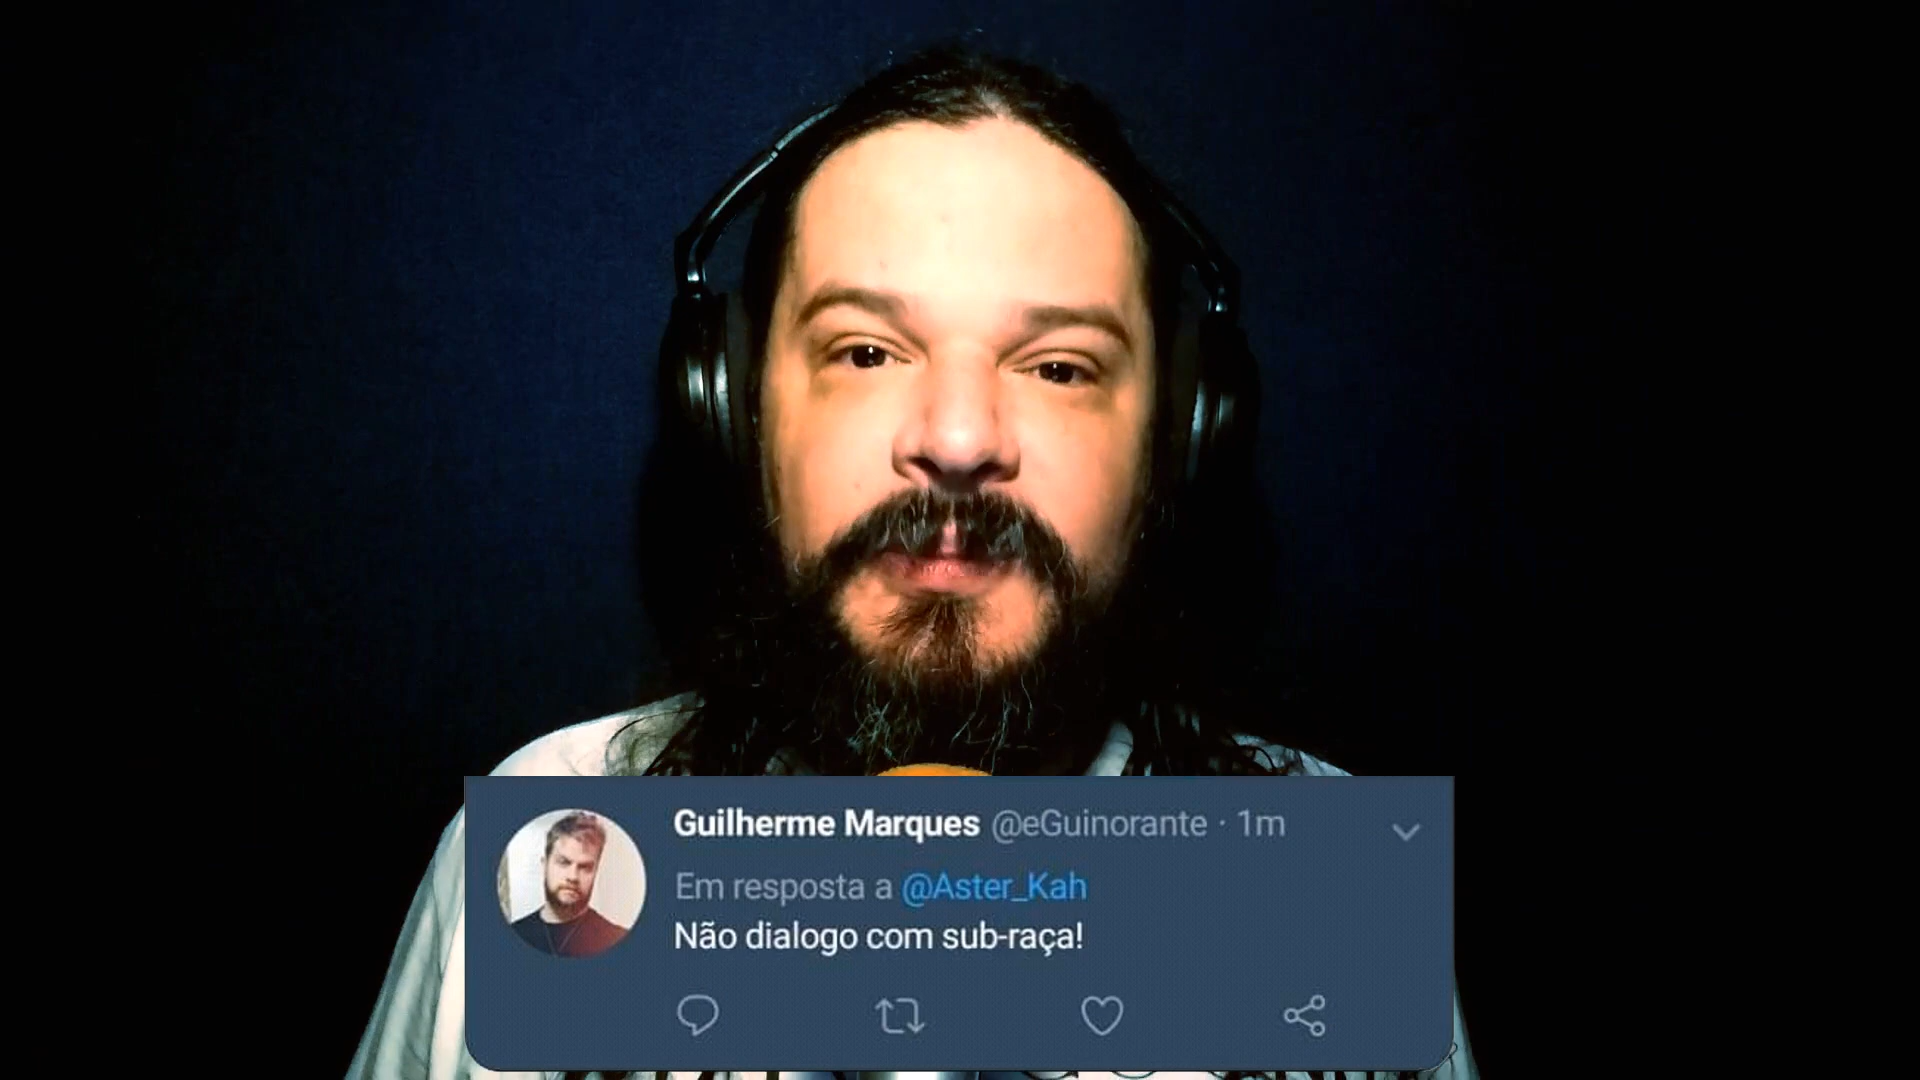 Guilherme Marques @eGuinorante · 1m
Em resposta a @Aster_Kah
Não dialogo com sub-raça!